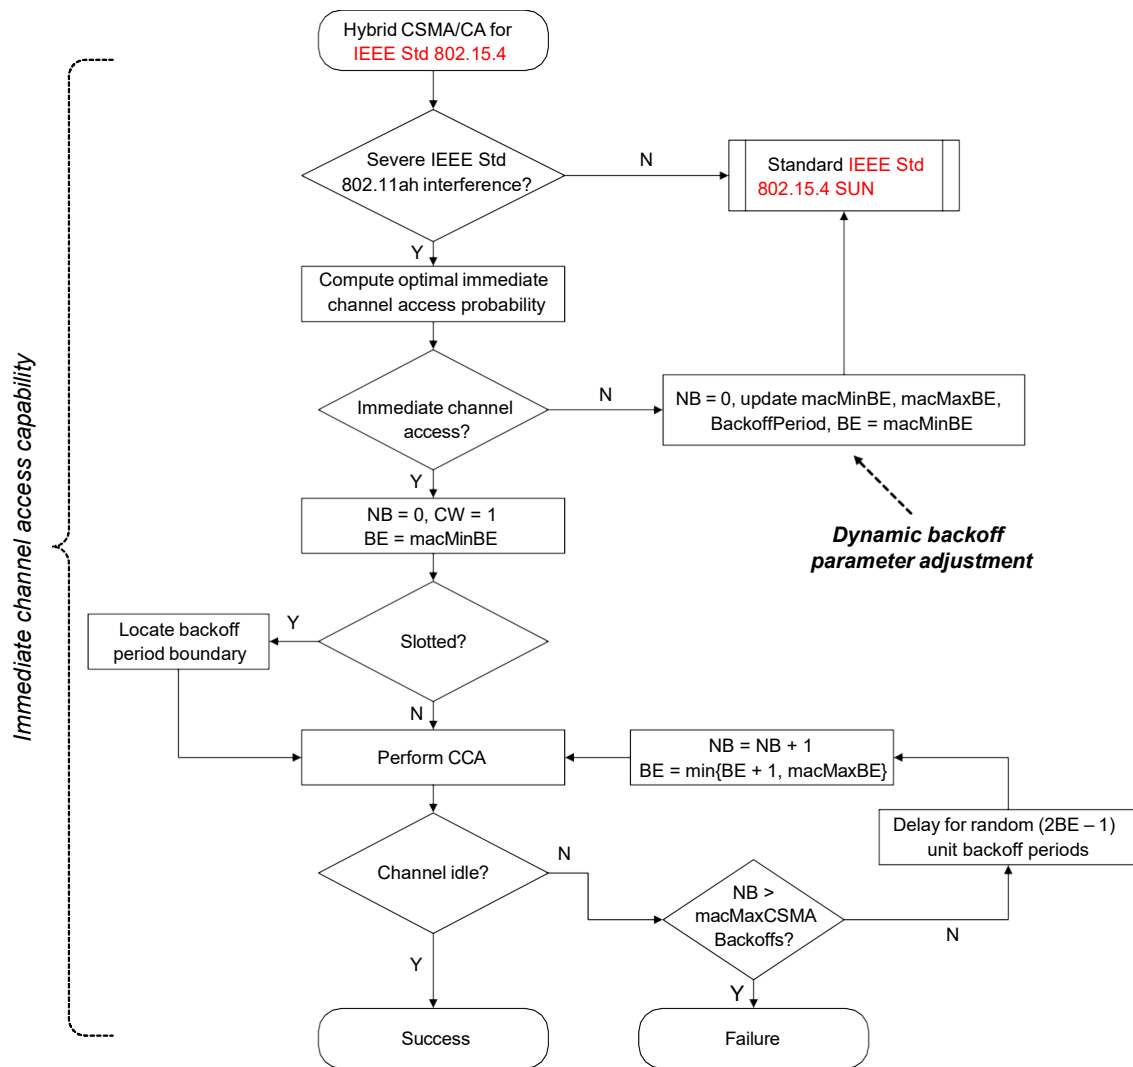 Hybrid CSMA/CA for
IEEE Std 802.15.4
Severe IEEE Std
802.11ah interference?
N
Standard IEEE Std
802.15.4 SUN
Y
Compute optimal immediate
channel access probability
Immediate channel
access?
N
NB = 0, update macMinBE, macMaxBE,
BackoffPeriod, BE = macMinBE
Y
Immediate channel access capability
NB = 0, CW = 1
BE = macMinBE
Dynamic backoff
parameter adjustment
Locate backoff
period boundary
Y
Slotted?
N
Perform CCA
NB = NB + 1
BE = min{BE + 1, macMaxBE}
Delay for random (2BE – 1)
unit backoff periods
Channel idle?
N
NB >
macMaxCSMA
Backoffs?
N
Y
Y
Success
Failure